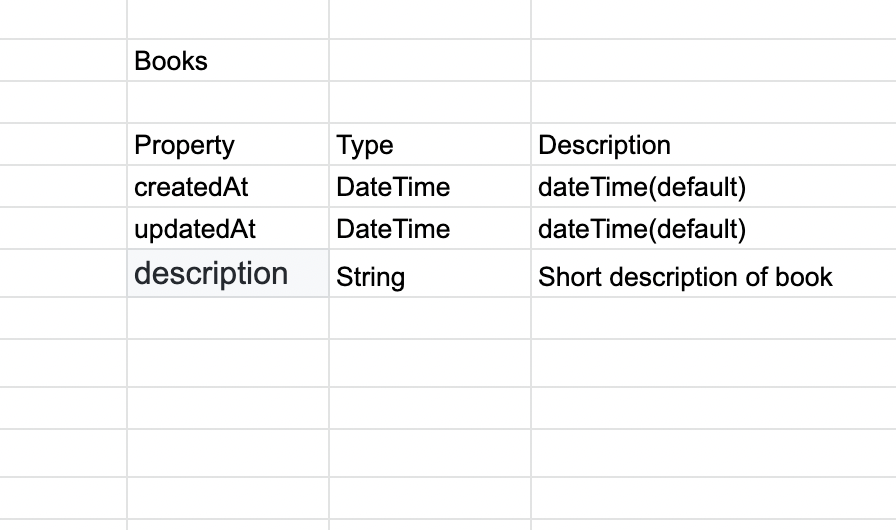 Books
Property Type Description
createdAt DateTime dateTime(default)
updatedAt DateTime dateTime(default)
description String Short description of book